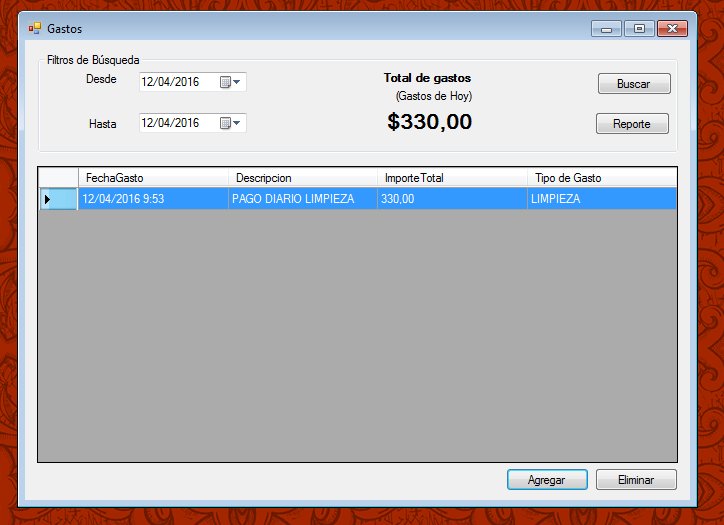 Gastos
Filtros de Búsqueda
Desde 12/04/2016
Total de gastos
(Gastos de Hoy)
Buscar
Hasta 12/04/2016
$330,00
Reporte
FechaGasto Descripcion ImporteTotal Tipo de Gasto
12/04/2016 9:53 PAGO DIARIO LIMPIEZA 330,00 LIMPIEZA
Agregar Eliminar